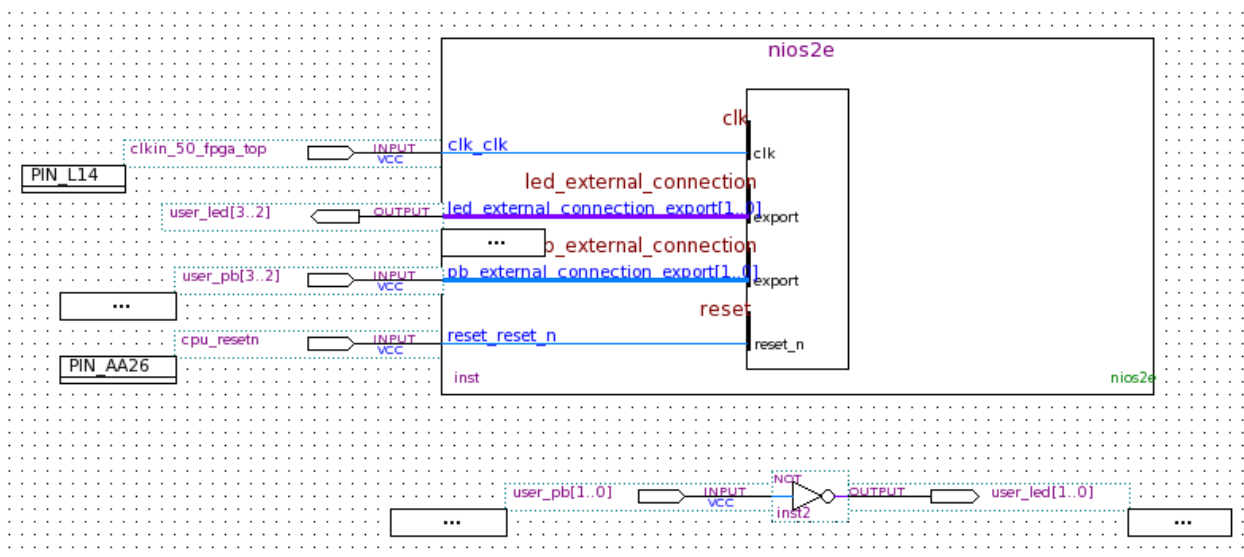 nios2e
clk
clkin_50_fpga_top INPUT VCC clk_clk clk
PIN_L14
led_external_connection
user_led[3..2] OUTPUT led_external_connection_export[1..0] export
... b_external_connection
user_pb[3..2] INPUT VCC pb_external_connection_export[1..0] export
...
reset
cpu_resetn INPUT VCC reset_reset_n reset_n
PIN_AA26
inst nios2e
NOT
user_pb[1..0] INPUT VCC OUTPUT user_led[1..0]
inst2
... ...